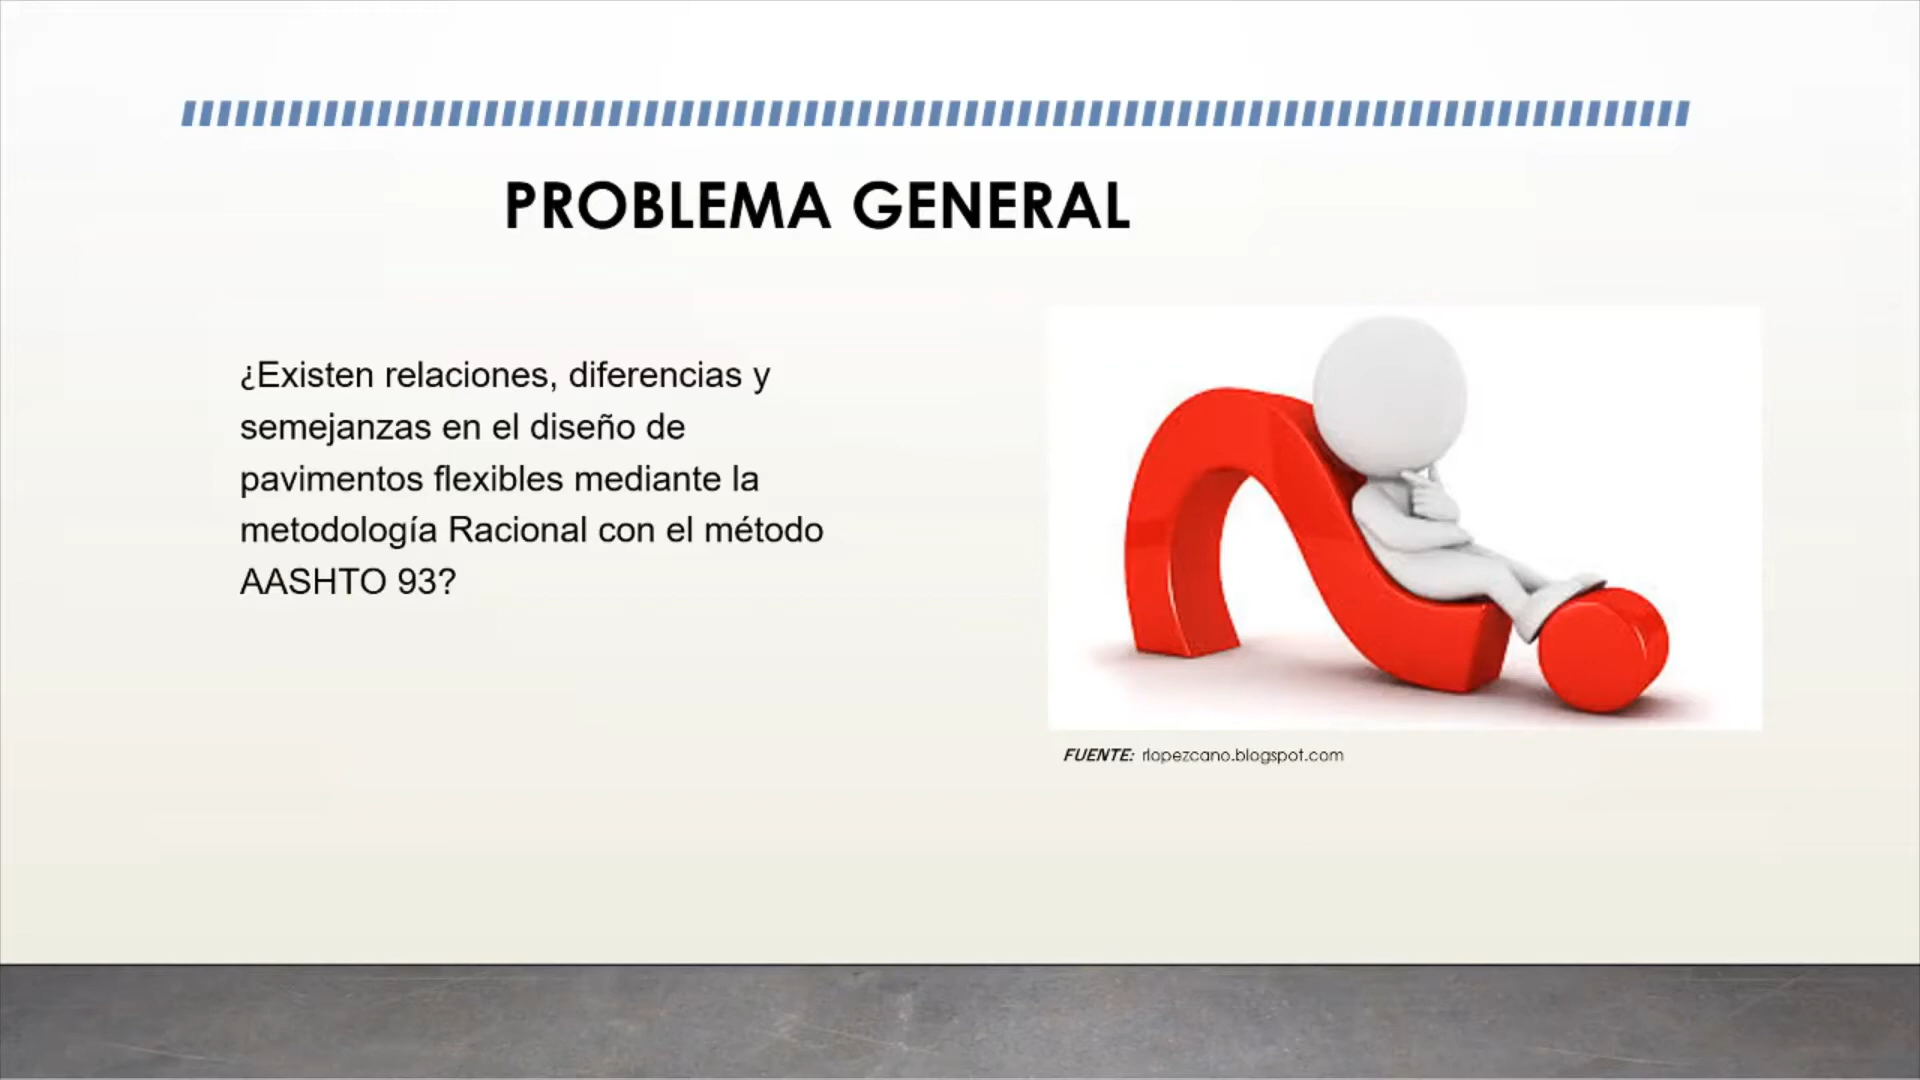 PROBLEMA GENERAL
¿Existen relaciones, diferencias y
semejanzas en el diseño de
pavimentos flexibles mediante la
metodología Racional con el método
AASHTO 93?
FUENTE: rlopezcano.blogspot.com